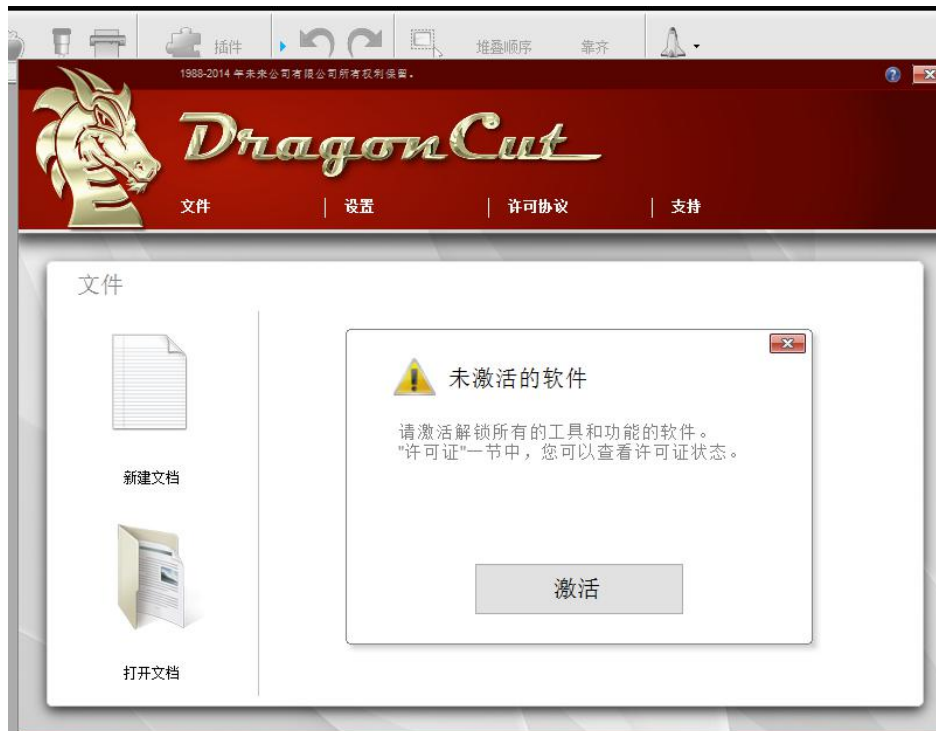 插件
堆叠顺序
靠齐
1988-2014 年未来公司有限公司所有权利保留.
DragonCut
文件
设置
许可协议
支持
文件
新建文档
打开文档
未激活的软件
请激活解锁所有的工具和功能的软件。
"许可证"一节中，您可以查看许可证状态。
激活